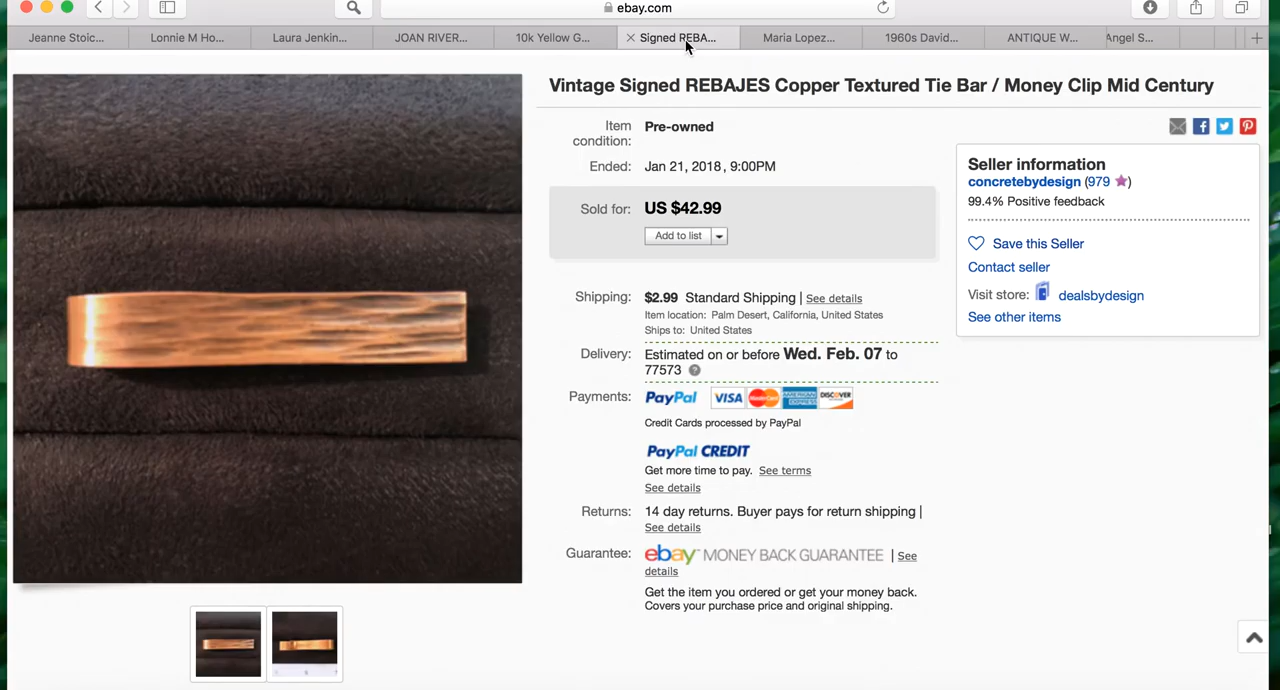 ebay.com
Jeanne Stoic...
Lonnie M Ho...
Laura Jenkin...
JOAN RIVER...
10k Yellow G...
Signed REBA...
Maria Lopez...
1960s David...
ANTIQUE W...
Angel S...
Vintage Signed REBAJES Copper Textured Tie Bar / Money Clip Mid Century
Item condition: Pre-owned
Ended: Jan 21, 2018 , 9:00PM
Sold for: US $42.99
Add to list
Shipping: $2.99 Standard Shipping | See details
Item location: Palm Desert, California, United States
Ships to: United States
Delivery: Estimated on or before Wed. Feb. 07 to
77573
Payments: PayPal VISA MasterCard AMERICAN EXPRESS DISCOVER
Credit Cards processed by PayPal
PayPal CREDIT
Get more time to pay. See terms
See details
Returns: 14 day returns. Buyer pays for return shipping |
See details
Guarantee: ebay MONEY BACK GUARANTEE | See
details
Get the item you ordered or get your money back.
Covers your purchase price and original shipping.
Seller information
concretebydesign (979)
99.4% Positive feedback
Save this Seller
Contact seller
Visit store: dealsbydesign
See other items